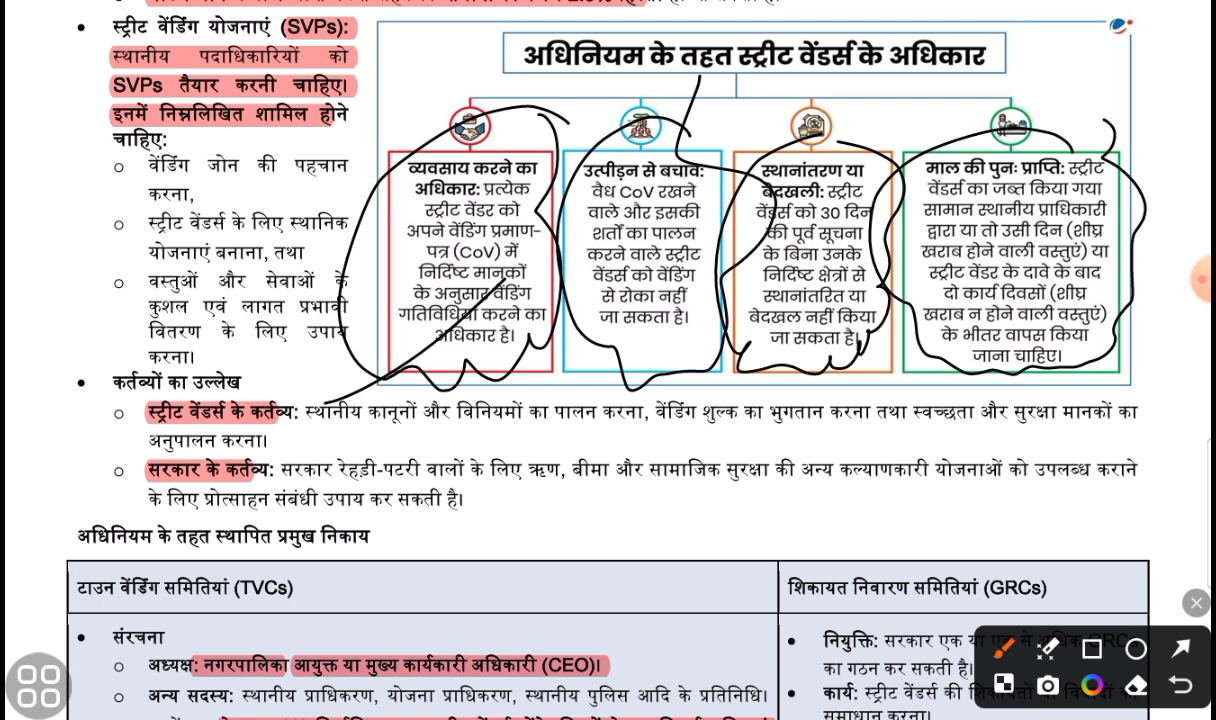 • स्ट्रीट वेंडिंग योजनाएं (SVPs):
स्थानीय पदाधिकारियों को
SVPs तैयार करनी चाहिए।
इनमें निम्नलिखित शामिल होने
चाहिए:
o वेंडिंग जोन की पहचान
करना,
o स्ट्रीट वेंडर्स के लिए स्थानिक
योजनाएं बनाना, तथा
o वस्तुओं और सेवाओं के
कुशल एवं लागत प्रभावी
वितरण के लिए उपाय
करना।
अधिनियम के तहत स्ट्रीट वेंडर्स के अधिकार
व्यवसाय करने का
अधिकार: प्रत्येक
स्ट्रीट वेंडर को
अपने वेंडिंग प्रमाण-
पत्र (CoV) में
निर्दिष्ट मानकों
के अनुसार वेंडिंग
गतिविधियां करने का
अधिकार है।
उत्पीड़न से बचाव:
वैध CoV रखने
वाले और इसकी
शर्तों का पालन
करने वाले स्ट्रीट
वेंडर्स को वेंडिंग
से रोका नहीं
जा सकता है।
स्थानांतरण या
बेदखली: स्ट्रीट
वेंडर्स को 30 दिन
की पूर्व सूचना
के बिना उनके
निर्दिष्ट क्षेत्रों से
स्थानांतरित या
बेदखल नहीं किया
जा सकता है।
माल की पुनः प्राप्ति: स्ट्रीट
वेंडर्स का जब्त किया गया
सामान स्थानीय प्राधिकारी
द्वारा या तो उसी दिन (शीघ्र
खराब होने वाली वस्तुएं) या
स्ट्रीट वेंडर के दावे के बाद
दो कार्य दिवसों (शीघ्र
खराब न होने वाली वस्तुएं)
के भीतर वापस किया
जाना चाहिए।
• कर्तव्यों का उल्लेख
o स्ट्रीट वेंडर्स के कर्तव्य: स्थानीय कानूनों और विनियमों का पालन करना, वेंडिंग शुल्क का भुगतान करना तथा स्वच्छता और सुरक्षा मानकों का
अनुपालन करना।
o सरकार के कर्तव्य: सरकार रेहड़ी-पटरी वालों के लिए ऋण, बीमा और सामाजिक सुरक्षा की अन्य कल्याणकारी योजनाओं को उपलब्ध कराने
के लिए प्रोत्साहन संबंधी उपाय कर सकती है।
अधिनियम के तहत स्थापित प्रमुख निकाय
टाउन वेंडिंग समितियां (TVCs)
• संरचना
o अध्यक्ष: नगरपालिका आयुक्त या मुख्य कार्यकारी अधिकारी (CEO)।
o अन्य सदस्य: स्थानीय प्राधिकरण, योजना प्राधिकरण, स्थानीय पुलिस आदि के प्रतिनिधि।
शिकायत निवारण समितियां (GRCs)
• नियुक्ति: सरकार एक या एक से अधिक GRCs
का गठन कर सकती है।
• कार्य: स्ट्रीट वेंडर्स की शिकायतों या विवादों का
समाधान करना।